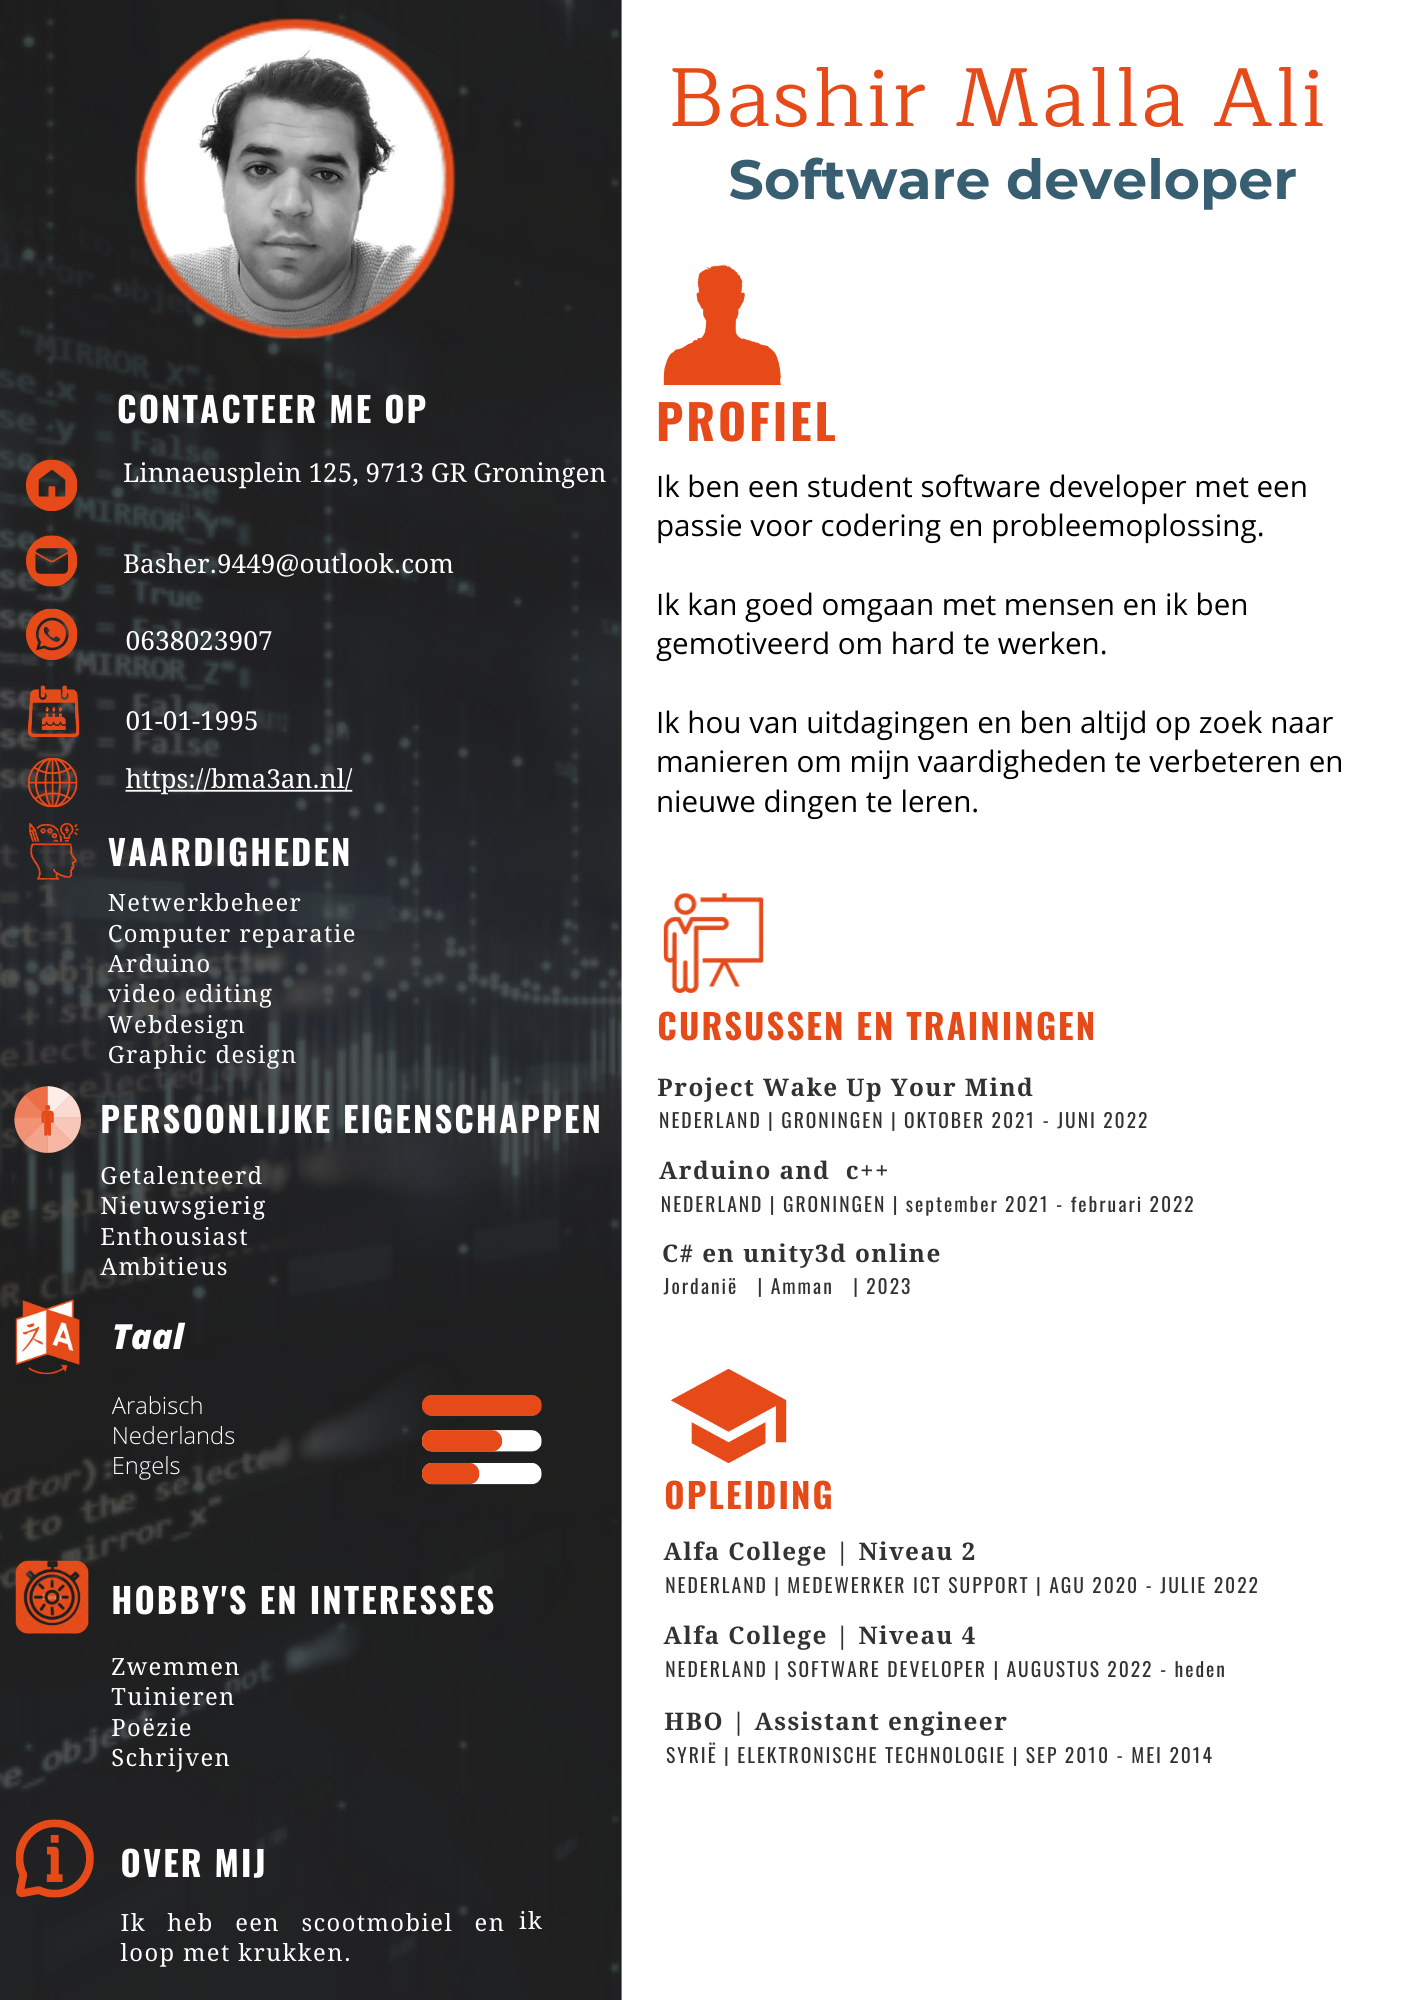 Bashir Malla Ali
Software developer
CONTACTEER ME OP
Linnaeusplein 125, 9713 GR Groningen
Basher.9449@outlook.com
0638023907
01-01-1995
https://bma3an.nl/
VAARDIGHEDEN
Netwerkbeheer
Computer reparatie
Arduino
video editing
Webdesign
Graphic design
PERSOONLIJKE EIGENSCHAPPEN
Getalenteerd
Nieuwsgierig
Enthousiast
Ambitieus
Taal
Arabisch
Nederlands
Engels
HOBBY'S EN INTERESSES
Zwemmen
Tuinieren
Poëzie
Schrijven
OVER MIJ
Ik heb een scootmobiel en ik
loop met krukken.
PROFIEL
Ik ben een student software developer met een
passie voor codering en probleemoplossing.
Ik kan goed omgaan met mensen en ik ben
gemotiveerd om hard te werken.
Ik hou van uitdagingen en ben altijd op zoek naar
manieren om mijn vaardigheden te verbeteren en
nieuwe dingen te leren.
CURSUSSEN EN TRAININGEN
Project Wake Up Your Mind
NEDERLAND | GRONINGEN | OKTOBER 2021 - JUNI 2022
Arduino and c++
NEDERLAND | GRONINGEN | september 2021 - februari 2022
C# en unity3d online
Jordanië | Amman | 2023
OPLEIDING
Alfa College | Niveau 2
NEDERLAND | MEDEWERKER ICT SUPPORT | AGU 2020 - JULIE 2022
Alfa College | Niveau 4
NEDERLAND | SOFTWARE DEVELOPER | AUGUSTUS 2022 - heden
HBO | Assistant engineer
SYRIË | ELEKTRONISCHE TECHNOLOGIE | SEP 2010 - MEI 2014